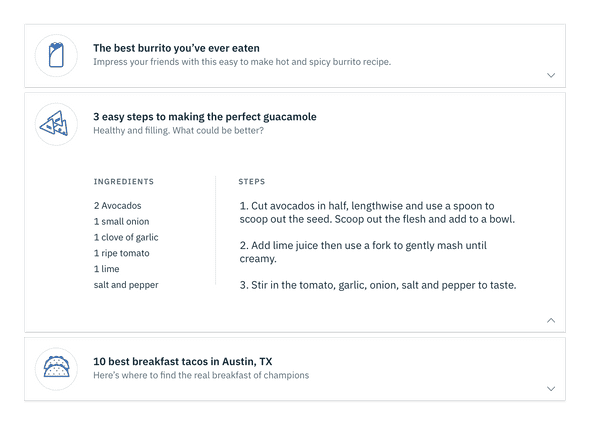 The best burrito you've ever eaten
Impress your friends with this easy to make hot and spicy burrito recipe.
3 easy steps to making the perfect guacamole
Healthy and filling. What could be better?
INGREDIENTS
2 Avocados
1 small onion
1 clove of garlic
1 ripe tomato
1 lime
salt and pepper
STEPS
1. Cut avocados in half, lengthwise and use a spoon to
scoop out the seed. Scoop out the flesh and add to a bowl.
2. Add lime juice then use a fork to gently mash until
creamy.
3. Stir in the tomato, garlic, onion, salt and pepper to taste.
10 best breakfast tacos in Austin, TX
Here's where to find the real breakfast of champions